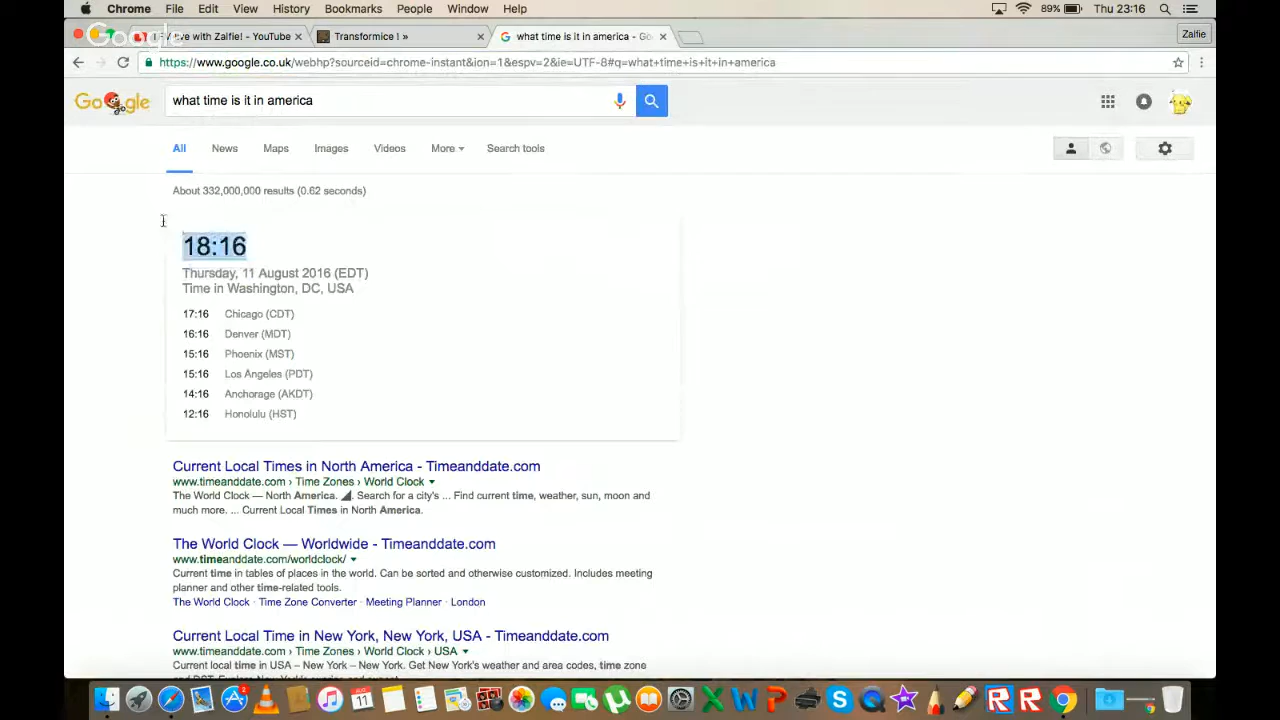 Chrome File Edit View History Bookmarks People Window Help 89% Thu 23:16
Google
Live with Zalfie! - YouTube Transformice I » what time is it in america - Go Zalfie
https://www.google.co.uk/webhp?sourceid=chrome-instant&ion=1&espv=2&ie=UTF-8#q=what+time+is+it+in+america
Google what time is it in america
All News Maps Images Videos More Search tools
About 332,000,000 results (0.62 seconds)
18:16
Thursday, 11 August 2016 (EDT)
Time in Washington, DC, USA
17:16 Chicago (CDT)
16:16 Denver (MDT)
15:16 Phoenix (MST)
15:16 Los Angeles (PDT)
14:16 Anchorage (AKDT)
12:16 Honolulu (HST)
Current Local Times in North America - Timeanddate.com
www.timeanddate.com › Time Zones › World Clock
The World Clock — North America. Search for a city's ... Find current time, weather, sun, moon and
much more. ... Current Local Times in North America.
The World Clock — Worldwide - Timeanddate.com
www.timeanddate.com/worldclock/
Current time in tables of places in the world. Can be sorted and otherwise customized. Includes meeting
planner and other time-related tools.
The World Clock · Time Zone Converter · Meeting Planner · London
Current Local Time in New York, New York, USA - Timeanddate.com
www.timeanddate.com › Time Zones › World Clock › USA
Current local time in USA – New York – New York. Get New York's weather and area codes, time zone